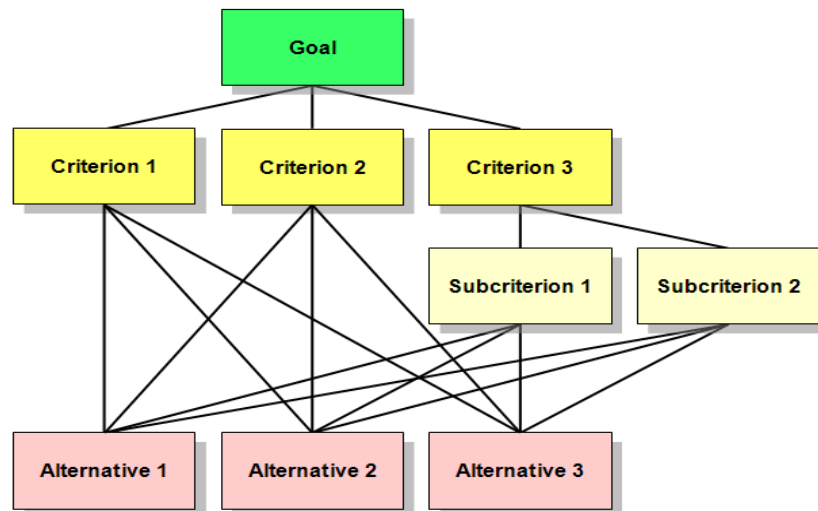 Goal
Criterion 1
Criterion 2
Criterion 3
Subcriterion 1
Subcriterion 2
Alternative 1
Alternative 2
Alternative 3